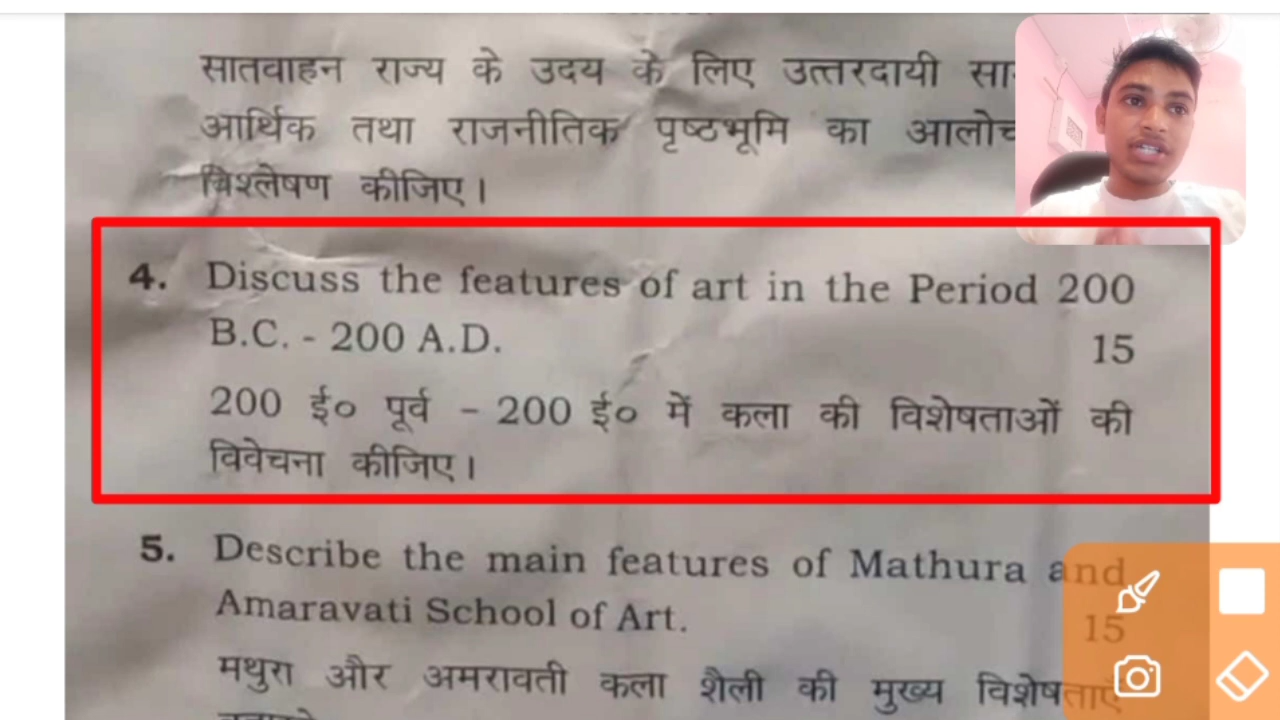 सातवाहन राज्य के उदय के लिए उत्तरदायी
आर्थिक तथा राजनीतिक पृष्ठभूमि का
विश्लेषण कीजिए।
4. Discuss the features of art in the Period 200
B.C. - 200 A.D. 15
200 ई० पूर्व - 200 ई० में कला की विशेषताओं की
विवेचना कीजिए।
5. Describe the main features of Mathura and
Amaravati School of Art. 15
मथुरा और अमरावती कला शैली की मुख्य विशेषताएँ